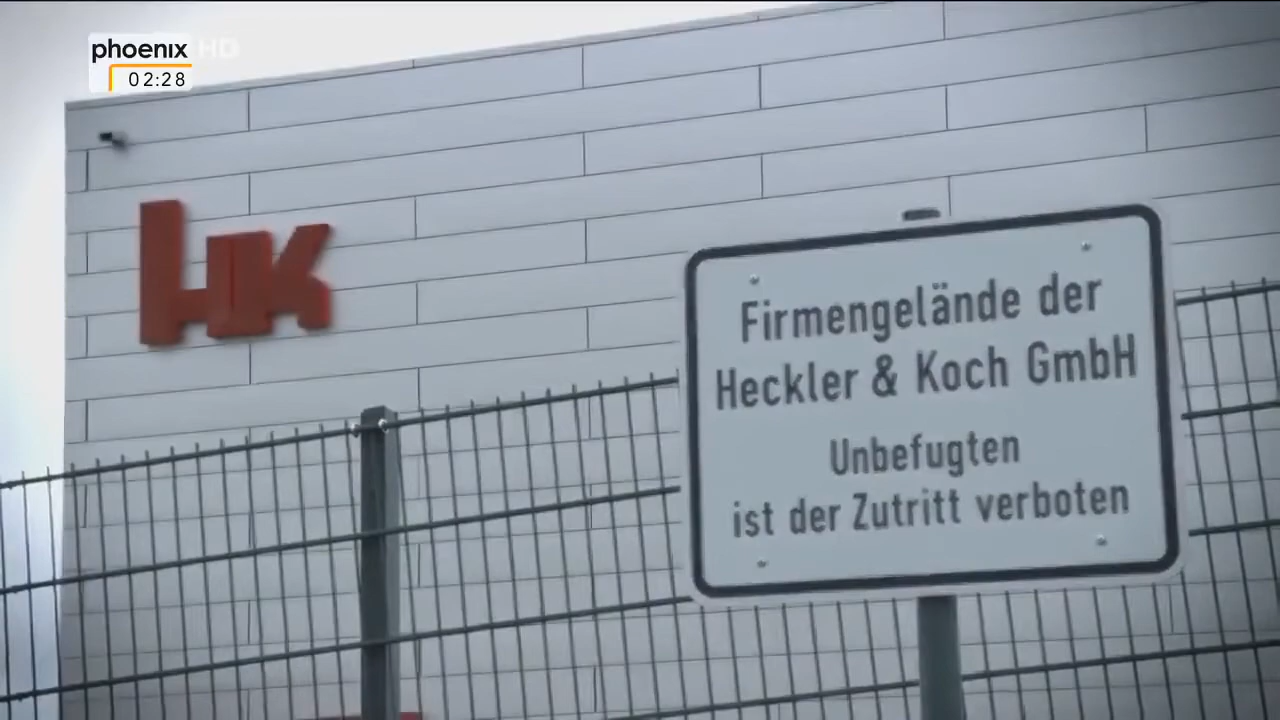 phoenix HD
02:28
HK
Firmengelände der
Heckler & Koch GmbH
Unbefugten
ist der Zutritt verboten